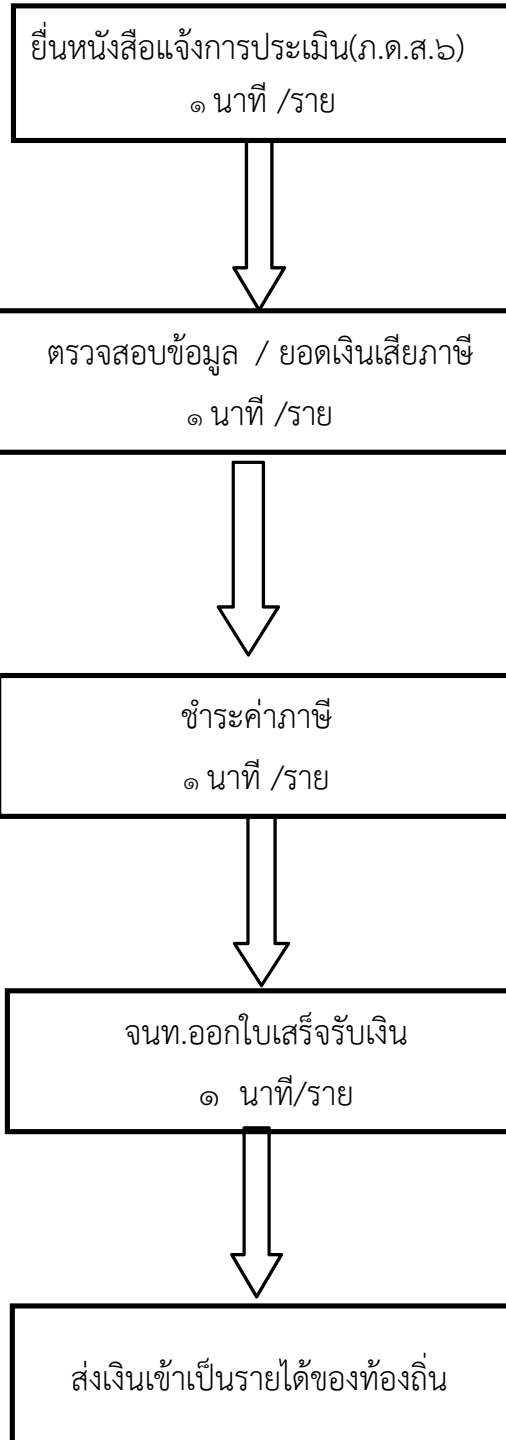 ยื่นหนังสือแจ้งการประเมิน(ภ.ด.ส.๖)
๑ นาที /ราย
ตรวจสอบข้อมูล / ยอดเงินเสียภาษี
๑ นาที /ราย
ชำระค่าภาษี
๑ นาที /ราย
จนท.ออกใบเสร็จรับเงิน
๑ นาที/ราย
ส่งเงินเข้าเป็นรายได้ของท้องถิ่น